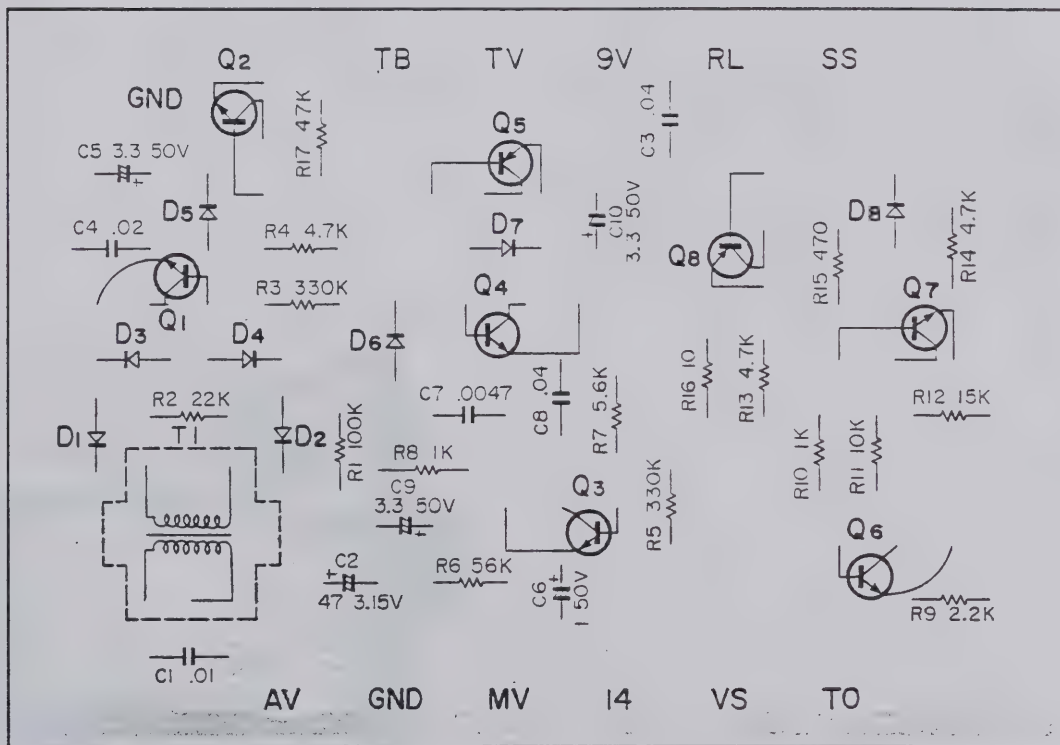 Q2
TB
TV
9V
RL
SS
GND
R17 47K
Q5
C3 .04
C5 3.3 50V
+
D5
C4 .02
R4 4.7K
D7
+
C10
3.3 50V
Q8
D8
R15 470
R14 4.7K
Q1
R3 330K
Q4
Q7
D3
D4
D6
C7 .0047
C8 .04
R7 5.6K
R16 10
R13 4.7K
R12 15K
R2 22K
T1
D1
D2
R1 100K
R8 1K
R10 1K
R11 10K
C9
3.3 50V
+
Q3
R5 330K
Q6
C2
+
47 3.15V
R6 56K
C6
+
1 50V
R9 2.2K
C1 .01
AV
GND
MV
14
VS
TO